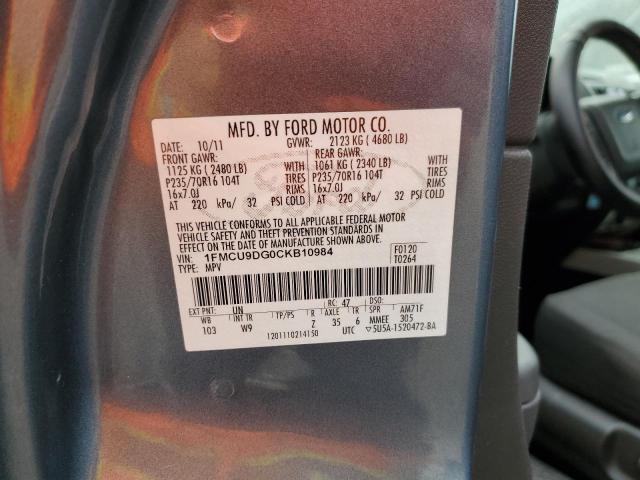 MFD. BY FORD MOTOR CO.
DATE: 10/11 GVWR: 2123 KG ( 4680 LB)
FRONT GAWR: REAR GAWR:
1125 KG ( 2480 LB) WITH 1061 KG ( 2340 LB) WITH
P235/70R16 104T TIRES P235/70R16 104T TIRES
16x7.0J RIMS 16x7.0J RIMS
AT 220 kPa/ 32 PSI COLD AT 220 kPa/ 32 PSI COLD
THIS VEHICLE CONFORMS TO ALL APPLICABLE FEDERAL MOTOR
VEHICLE SAFETY AND THEFT PREVENTION STANDARDS IN
EFFECT ON THE DATE OF MANUFACTURE SHOWN ABOVE.
VIN: 1FMCU9DG0CKB10984 F0120
TYPE: MPV T0264
EXT PNT: UN RC: 47 DSO:
WB INT TR TP/PS R AXLE TR SPR AM71F
103 W9 Z 35 6 MMEE 305
1201110214150 UTC 5U5A-1520472-BA
Ford